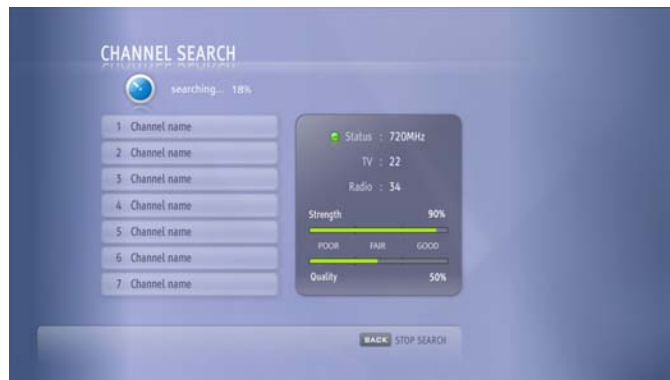 CHANNEL SEARCH
searching... 18%
1 Channel name
2 Channel name
3 Channel name
4 Channel name
5 Channel name
6 Channel name
7 Channel name
Status : 720MHz
TV : 22
Radio : 34
Strength 90%
POOR FAIR GOOD
Quality 50%
BACK STOP SEARCH